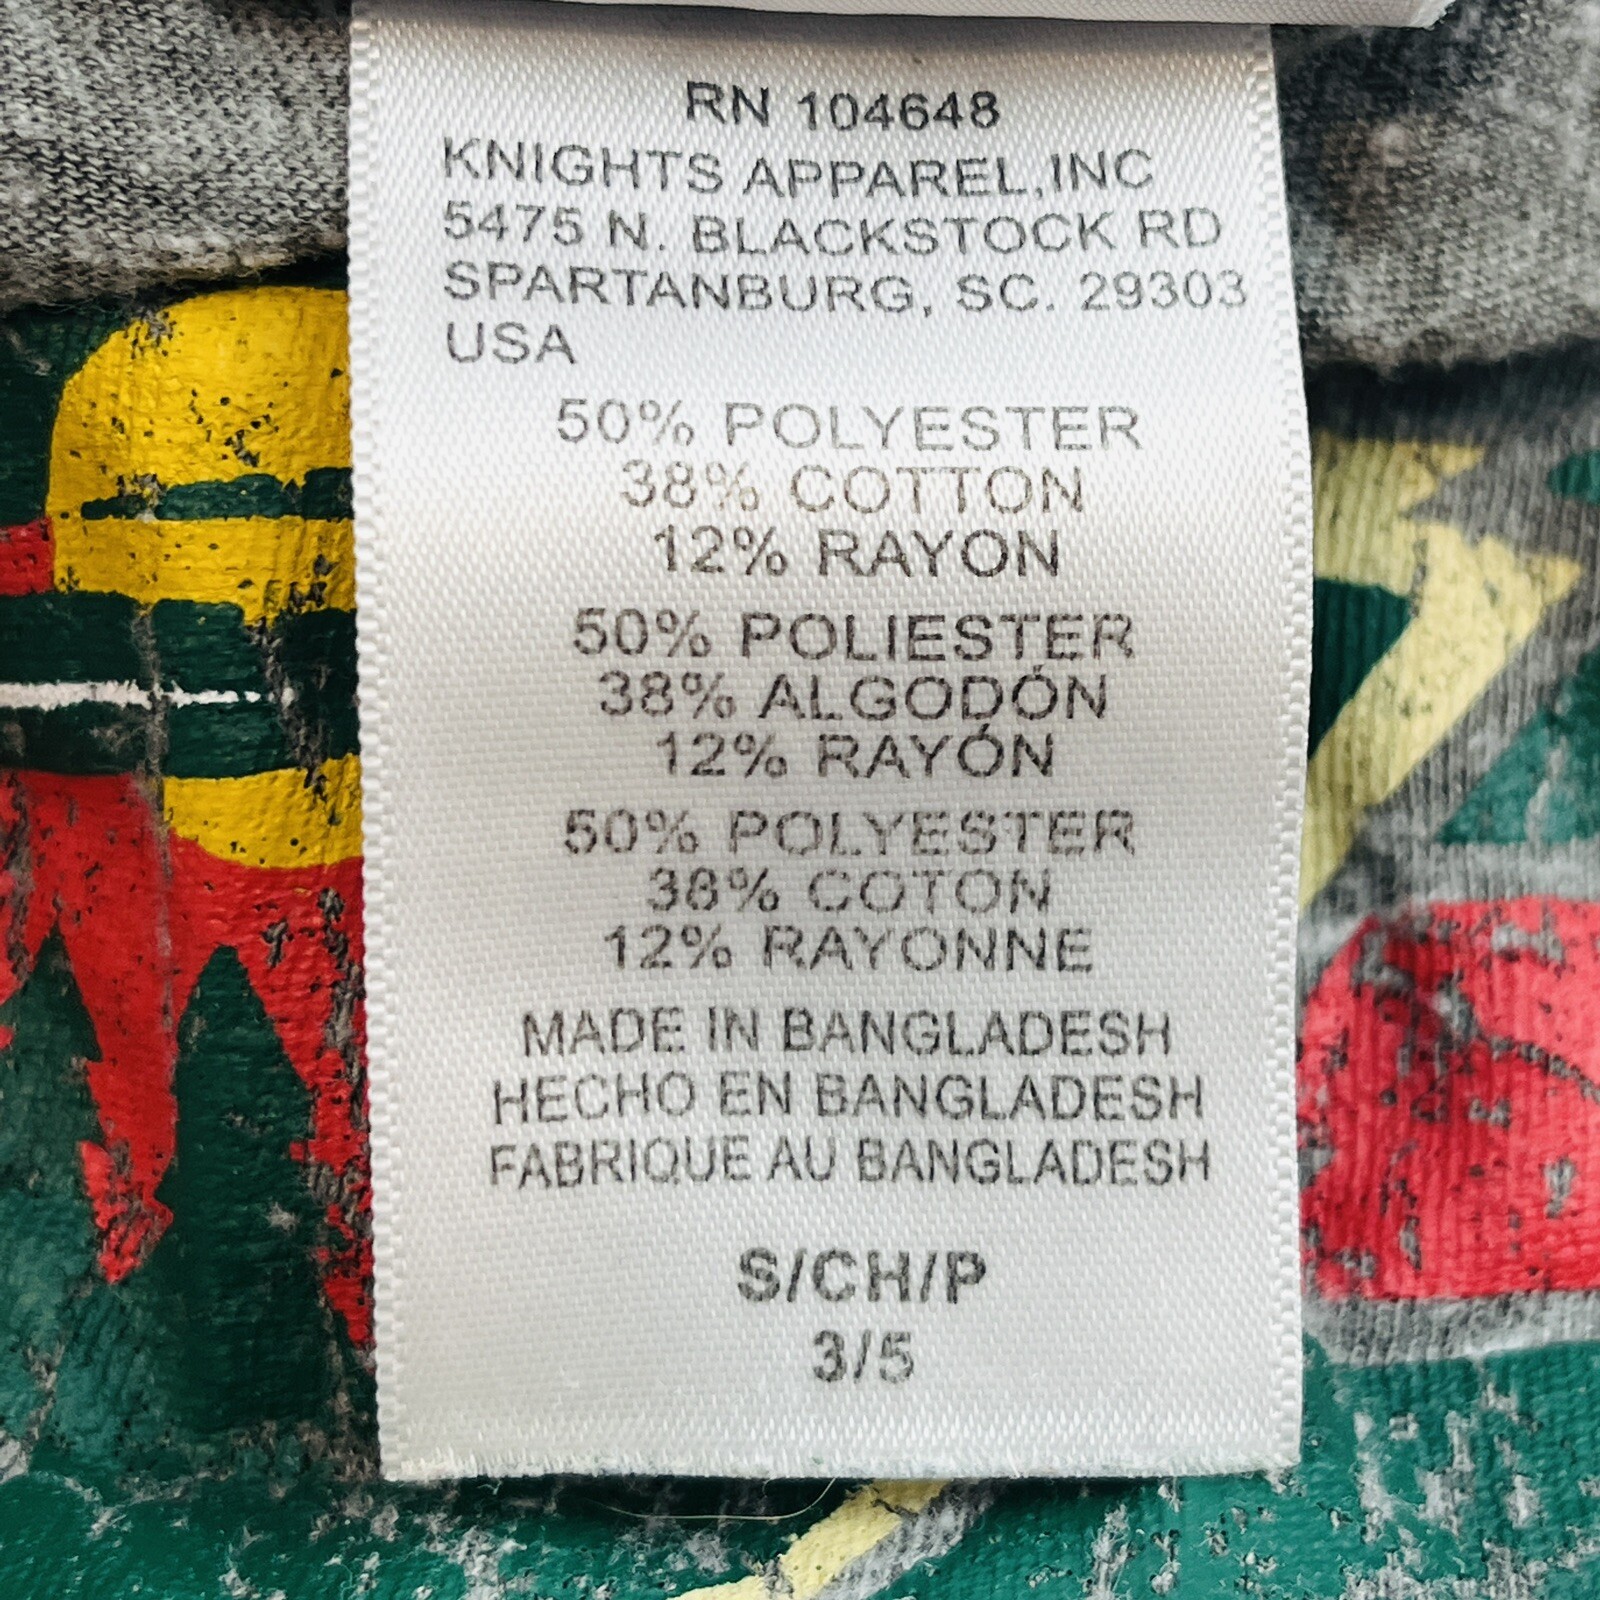 RN 104648
KNIGHTS APPAREL,INC
5475 N. BLACKSTOCK RD
SPARTANBURG, SC. 29303
USA
50% POLYESTER
38% COTTON
12% RAYON
50% POLIESTER
38% ALGODÓN
12% RAYÓN
50% POLYESTER
38% COTON
12% RAYONNE
MADE IN BANGLADESH
HECHO EN BANGLADESH
FABRIQUE AU BANGLADESH
S/CH/P
3/5